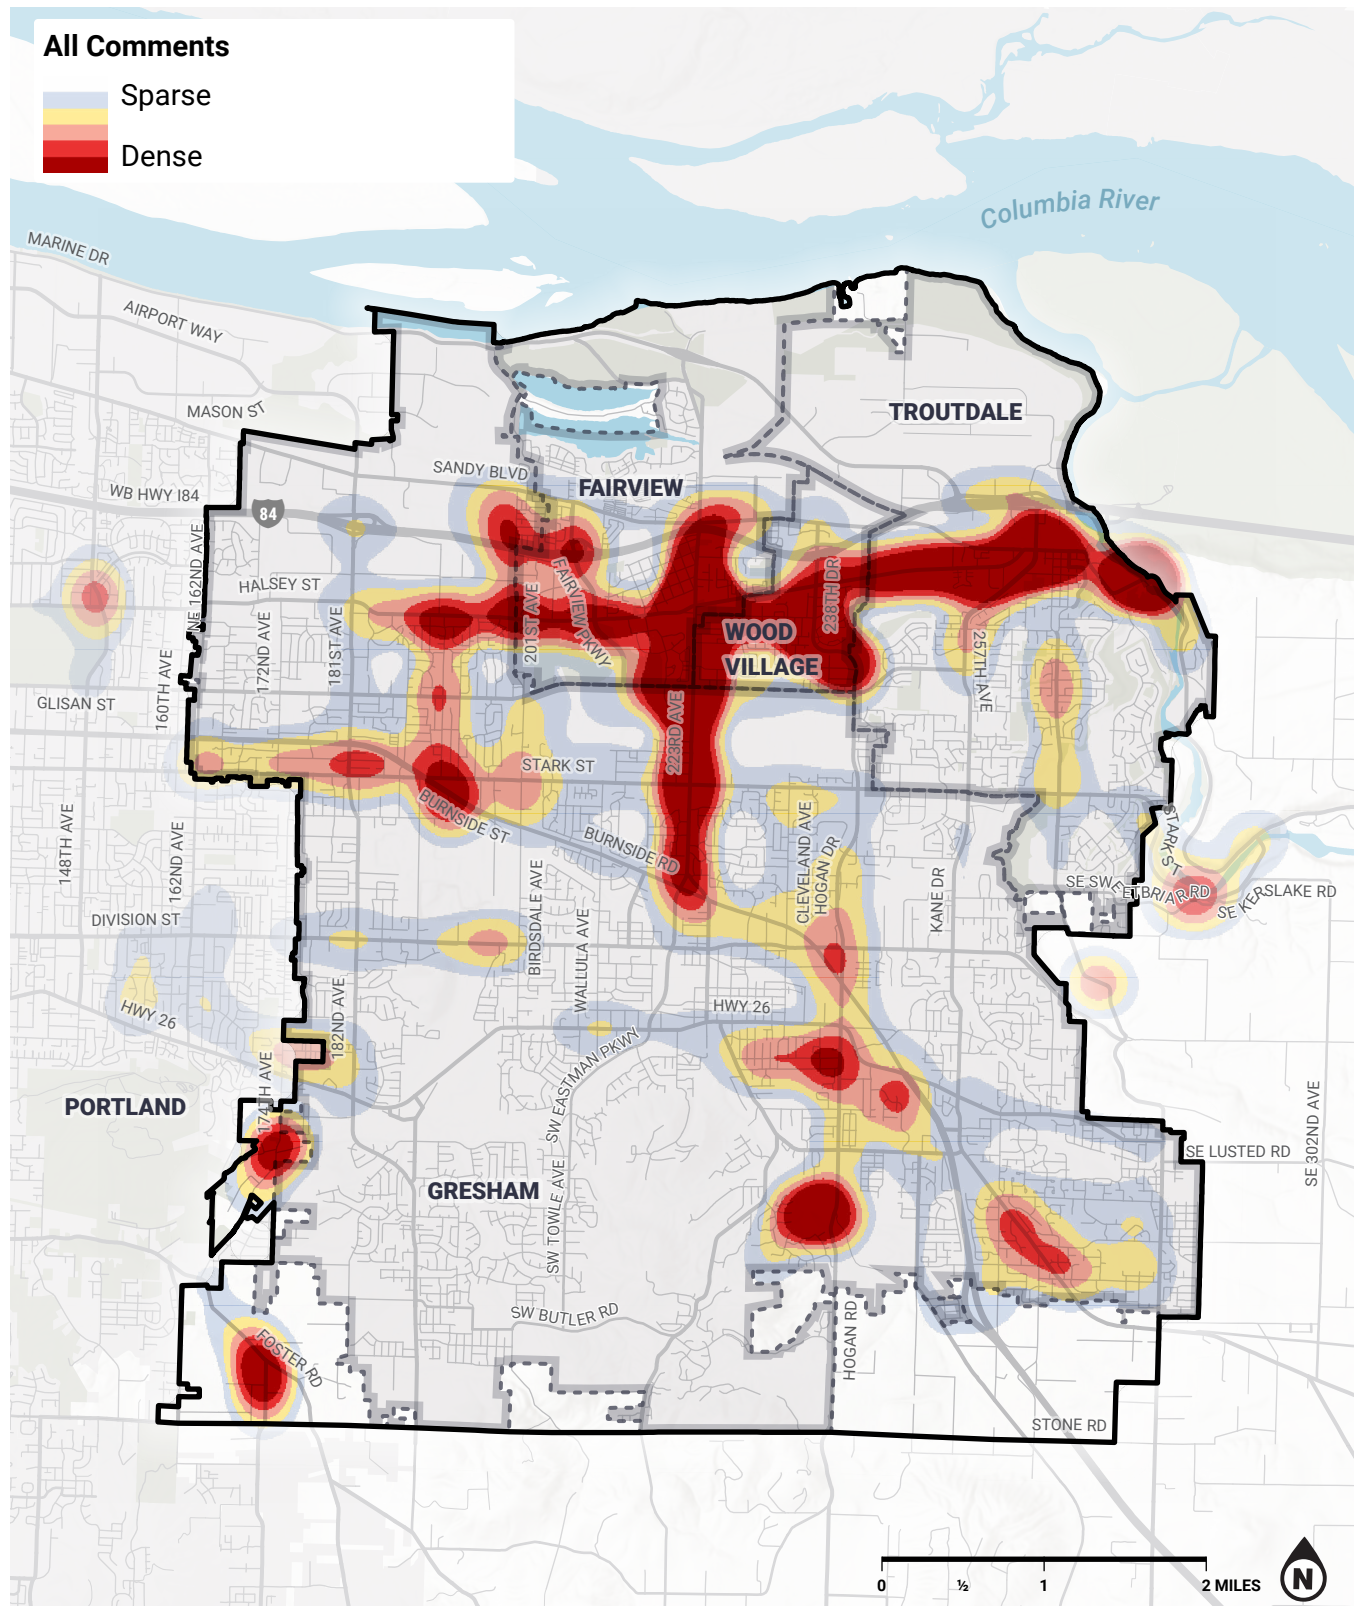 All Comments
Sparse
Dense
Columbia River
MARINE DR
AIRPORT WAY
MASON ST
TROUTDALE
SANDY BLVD
FAIRVIEW
WB HWY I84
84
NE 162ND AVE
HALSEY ST
FAIRVIEW PKWY
201ST AVE
238TH DR
172ND AVE
181ST AVE
WOOD
VILLAGE
257TH AVE
160TH AVE
GLISAN ST
223RD AVE
STARK ST
BURNSIDE ST
BURNSIDE RD
CLEVELAND AVE
HOGAN DR
148TH AVE
162ND AVE
STARK ST
KANE DR
SE SWEETBRIAR RD
SE KERSLAKE RD
DIVISION ST
BIRDSDALE AVE
WALLULA AVE
HWY 26
HWY 26
182ND AVE
SW EASTMAN PKWY
174TH AVE
PORTLAND
SE 302ND AVE
SE LUSTED RD
GRESHAM
SW TOWLE AVE
SW BUTLER RD
HOGAN RD
FOSTER RD
STONE RD
0
½
1
2 MILES
N